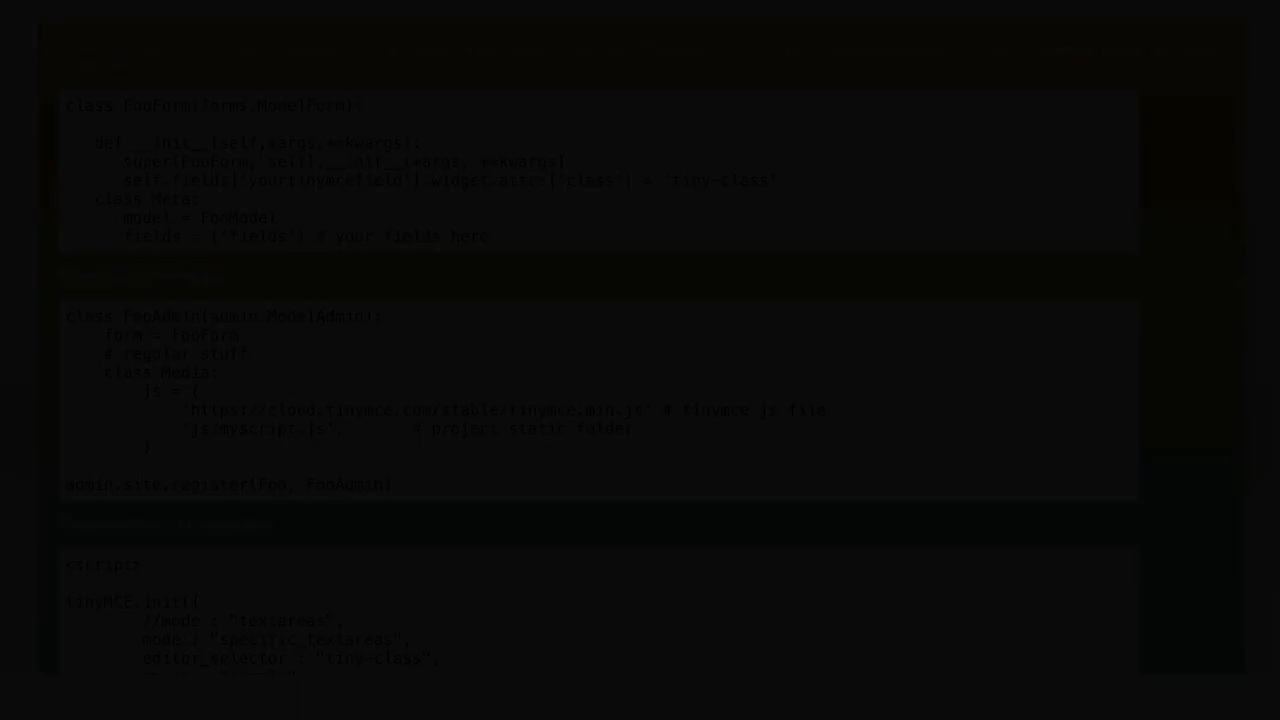 class FooForm(forms.ModelForm):
def __init__(self,*args,**kwargs):
super(FooForm, self).__init__(*args, **kwargs)
self.fields['yourtinymcefield'].widget.attrs['class'] = 'tiny-class'
class Meta:
model = FooModel
fields = ('fields') # your fields here
class FooAdmin(admin.ModelAdmin):
form = FooForm
# regular stuff
class Media:
js = (
'https://cloud.tinymce.com/stable/tinymce.min.js' # tinymce js file
'js/myscript.js', # project static folder
)
admin.site.register(Foo, FooAdmin)
<script>
tinyMCE.init({
//mode : "textareas",
mode : "specific_textareas",
editor_selector : "tiny-class",